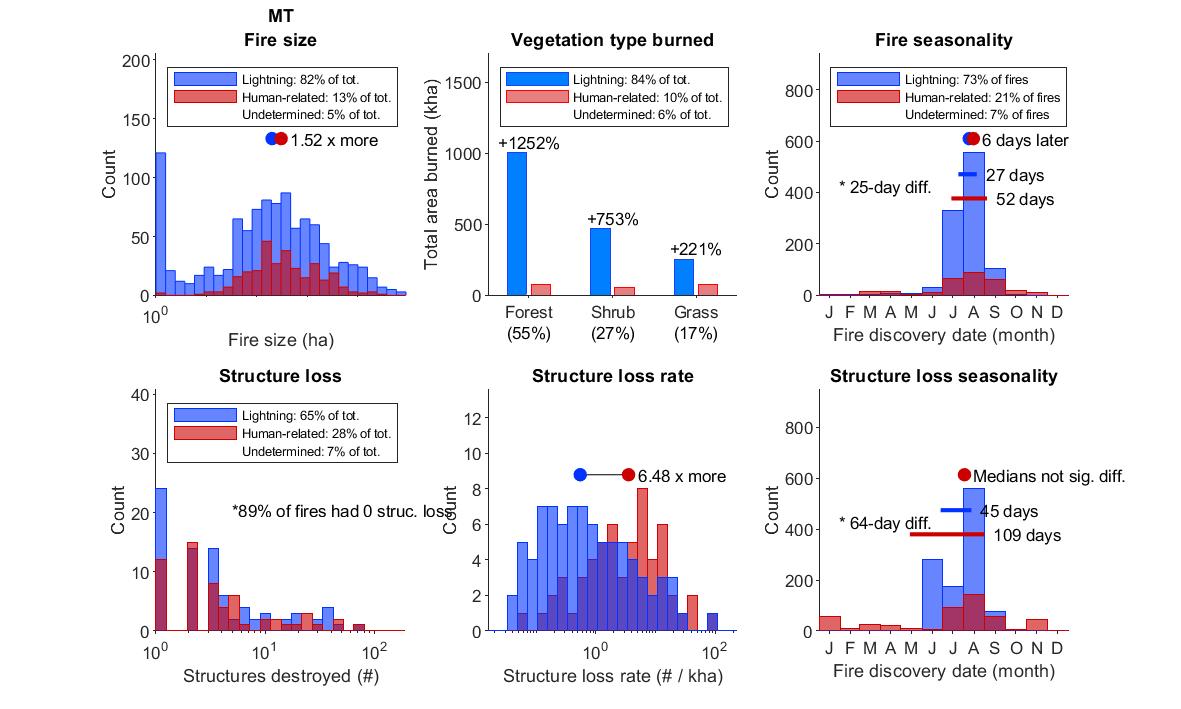 MT
Fire size
200
150
100
50
0
Count
Lightning: 82% of tot.
Human-related: 13% of tot.
Undetermined: 5% of tot.
1.52 x more
10^0
Fire size (ha)
Vegetation type burned
1500
1000
500
0
Total area burned (kha)
Lightning: 84% of tot.
Human-related: 10% of tot.
Undetermined: 6% of tot.
+1252%
+753%
+221%
Forest Shrub Grass
(55%) (27%) (17%)
Fire seasonality
800
600
400
200
0
Count
Lightning: 73% of fires
Human-related: 21% of fires
Undetermined: 7% of fires
6 days later
27 days
* 25-day diff.
52 days
J F M A M J J A S O N D
Fire discovery date (month)
Structure loss
40
30
20
10
0
Count
Lightning: 65% of tot.
Human-related: 28% of tot.
Undetermined: 7% of tot.
*89% of fires had 0 struc. loss
10^0 10^1 10^2
Structures destroyed (#)
Structure loss rate
12
10
8
6
4
2
0
Count
6.48 x more
10^0 10^2
Structure loss rate (# / kha)
Structure loss seasonality
800
600
400
200
0
Count
Medians not sig. diff.
45 days
* 64-day diff.
109 days
J F M A M J J A S O N D
Fire discovery date (month)